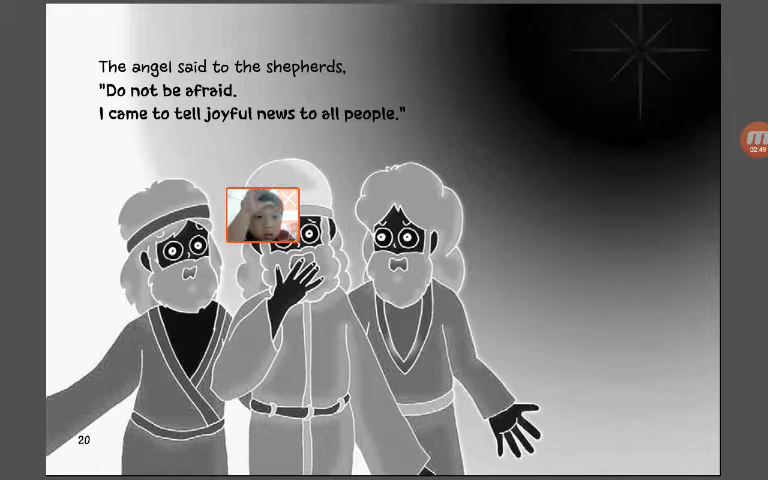 The angel said to the shepherds,
"Do not be afraid.
I came to tell joyful news to all people."
02:49
20